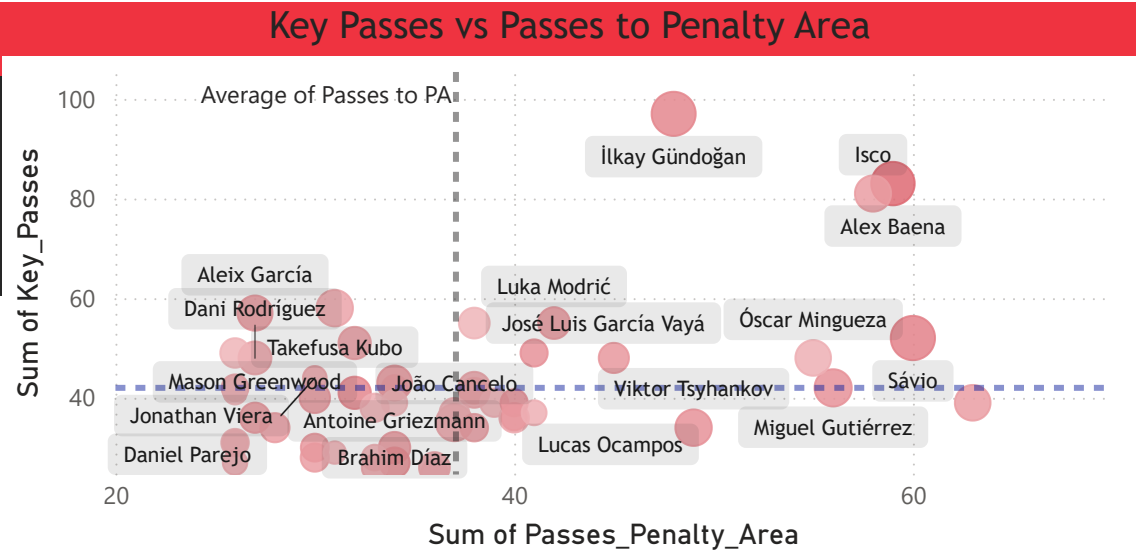 Key Passes vs Passes to Penalty Area
Average of Passes to PA
100
80
60
40
20
40
60
Sum of Key_Passes
Sum of Passes_Penalty_Area
İlkay Gündoğan
Isco
Alex Baena
Aleix García
Luka Modrić
Dani Rodríguez
José Luis García Vayá
Óscar Mingueza
Takefusa Kubo
Mason Greenwood
João Cancelo
Viktor Tsyhankov
Sávio
Jonathan Viera
Antoine Griezmann
Miguel Gutiérrez
Lucas Ocampos
Daniel Parejo
Brahim Díaz